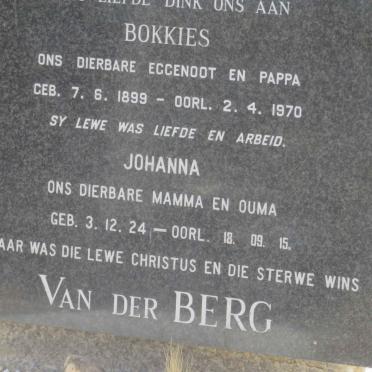 LIEFDE DINK ONS AAN
BOKKIES
ONS DIERBARE EGGENOOT EN PAPPA
GEB. 7. 6. 1899 – OORL. 2. 4. 1970
SY LEWE WAS LIEFDE EN ARBEID.
JOHANNA
ONS DIERBARE MAMMA EN OUMA
GEB. 3. 12. 24 – OORL. 18. 09. 15.
AAR WAS DIE LEWE CHRISTUS EN DIE STERWE WINS
VAN DER BERG